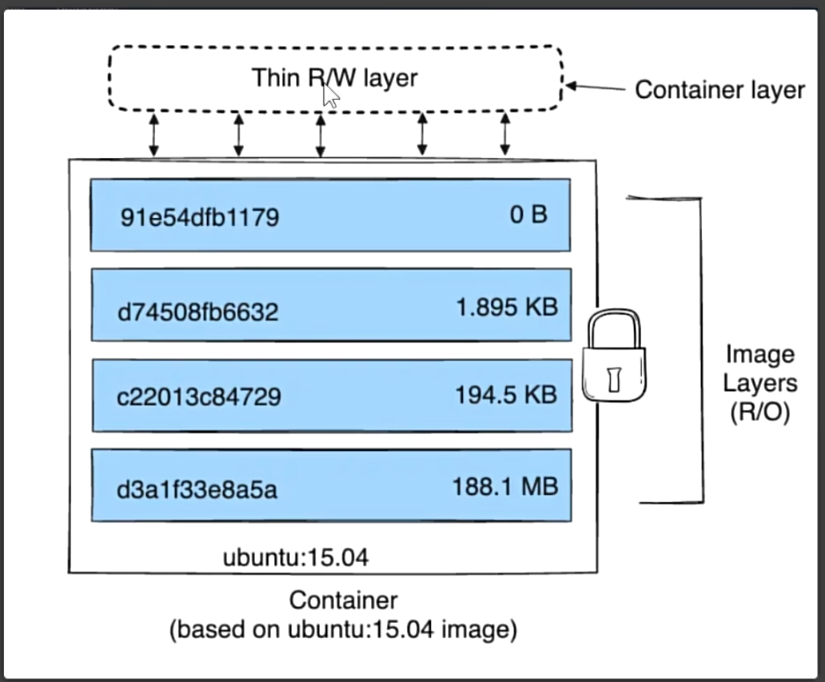 Thin R/W layer
Container layer
91e54dfb1179 0 B
d74508fb6632 1.895 KB
c22013c84729 194.5 KB
d3a1f33e8a5a 188.1 MB
Image
Layers
(R/O)
ubuntu:15.04
Container
(based on ubuntu:15.04 image)